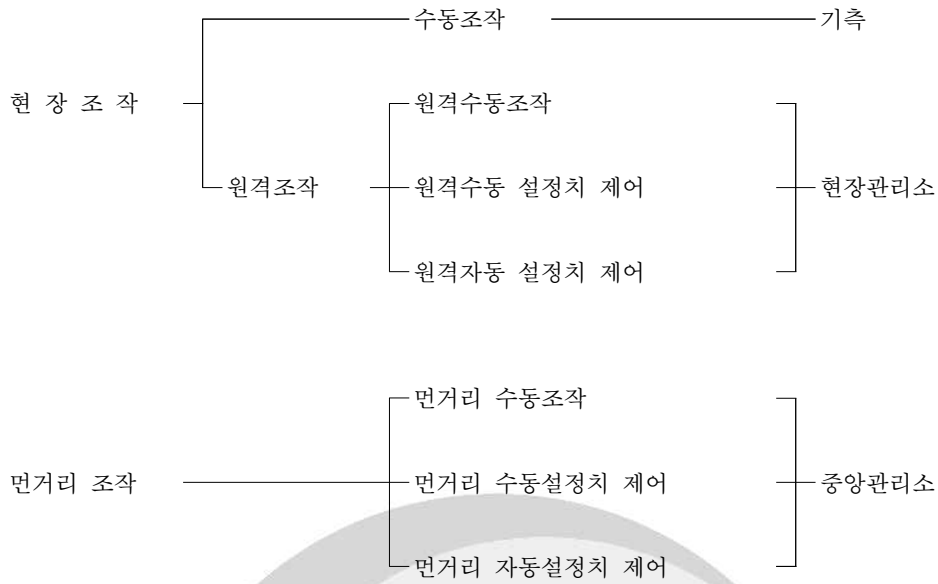 수동조작 기측
현 장 조 작 원격수동조작
원격조작 원격수동 설정치 제어 현장관리소
원격자동 설정치 제어
먼거리 수동조작
먼거리 조작 먼거리 수동설정치 제어 중앙관리소
먼거리 자동설정치 제어